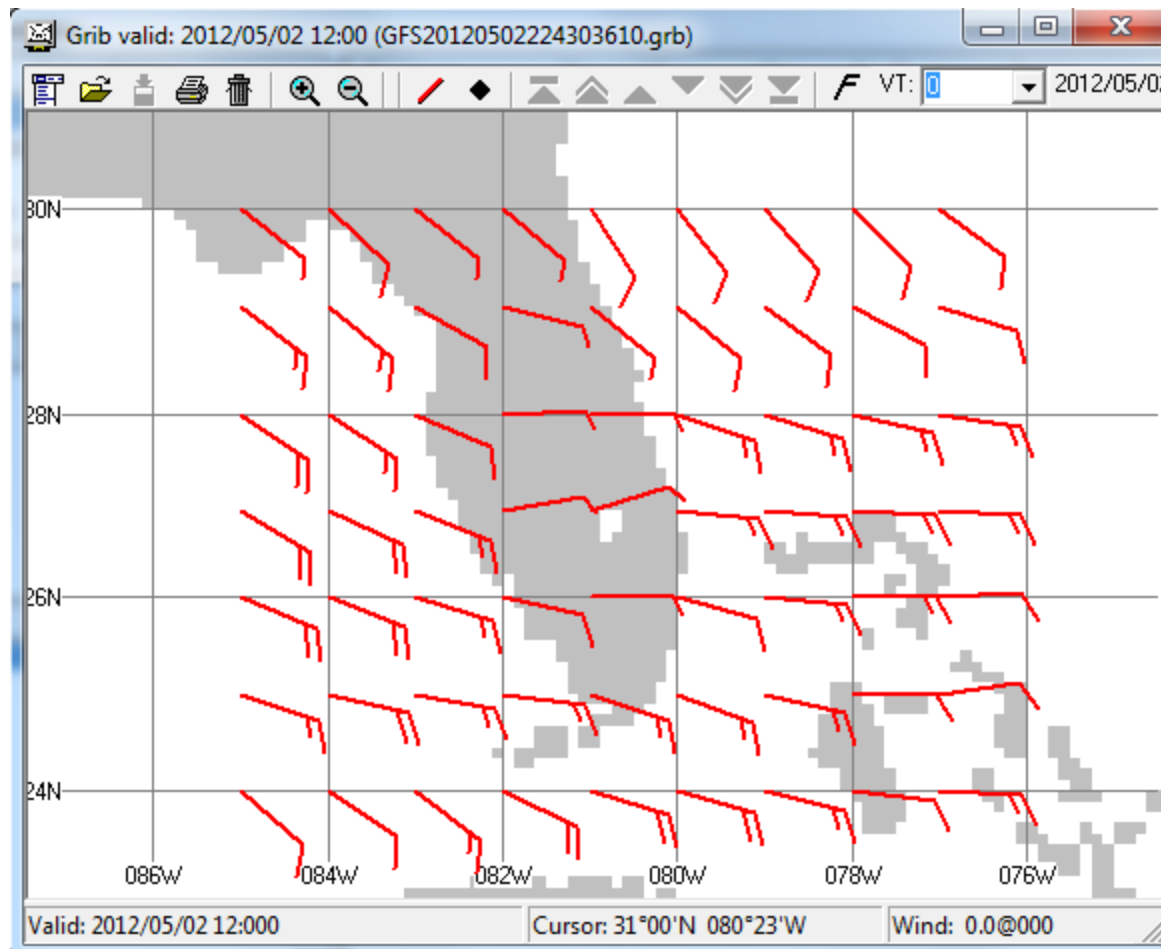 Grib valid: 2012/05/02 12:00 (GFS20120502224303610.grb)
F VT: 0 2012/05/02
30N
28N
26N
24N
086W 084W 082W 080W 078W 076W
Valid: 2012/05/02 12:000 Cursor: 31°00'N 080°23'W Wind: 0.0@000